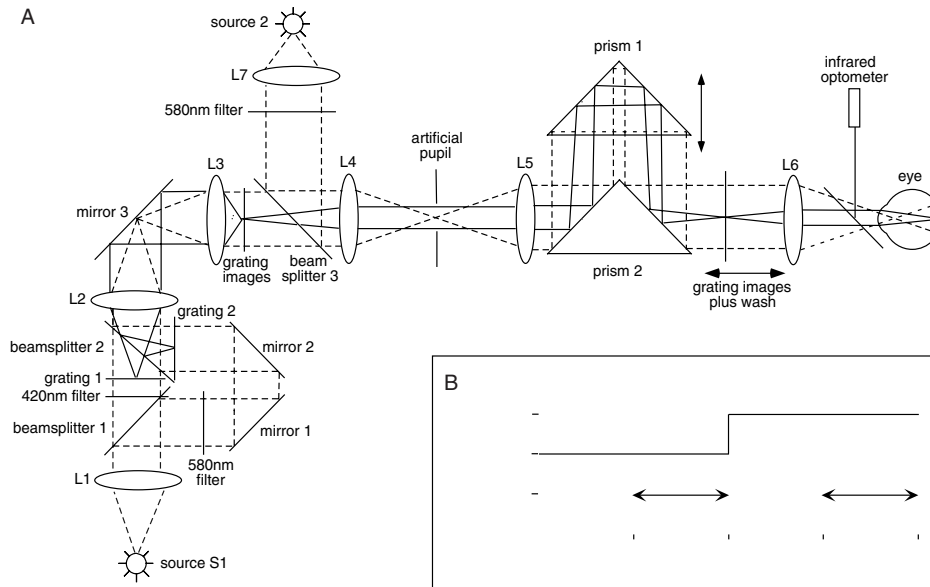 A
source 2
L7
580nm filter
prism 1
infrared
optometer
artificial
pupil
L3
L4
L5
L6
eye
mirror 3
grating
images
beam
splitter 3
prism 2
grating images
plus wash
L2
grating 2
beamsplitter 2
mirror 2
grating 1
420nm filter
beamsplitter 1
mirror 1
580nm
filter
L1
source S1
B